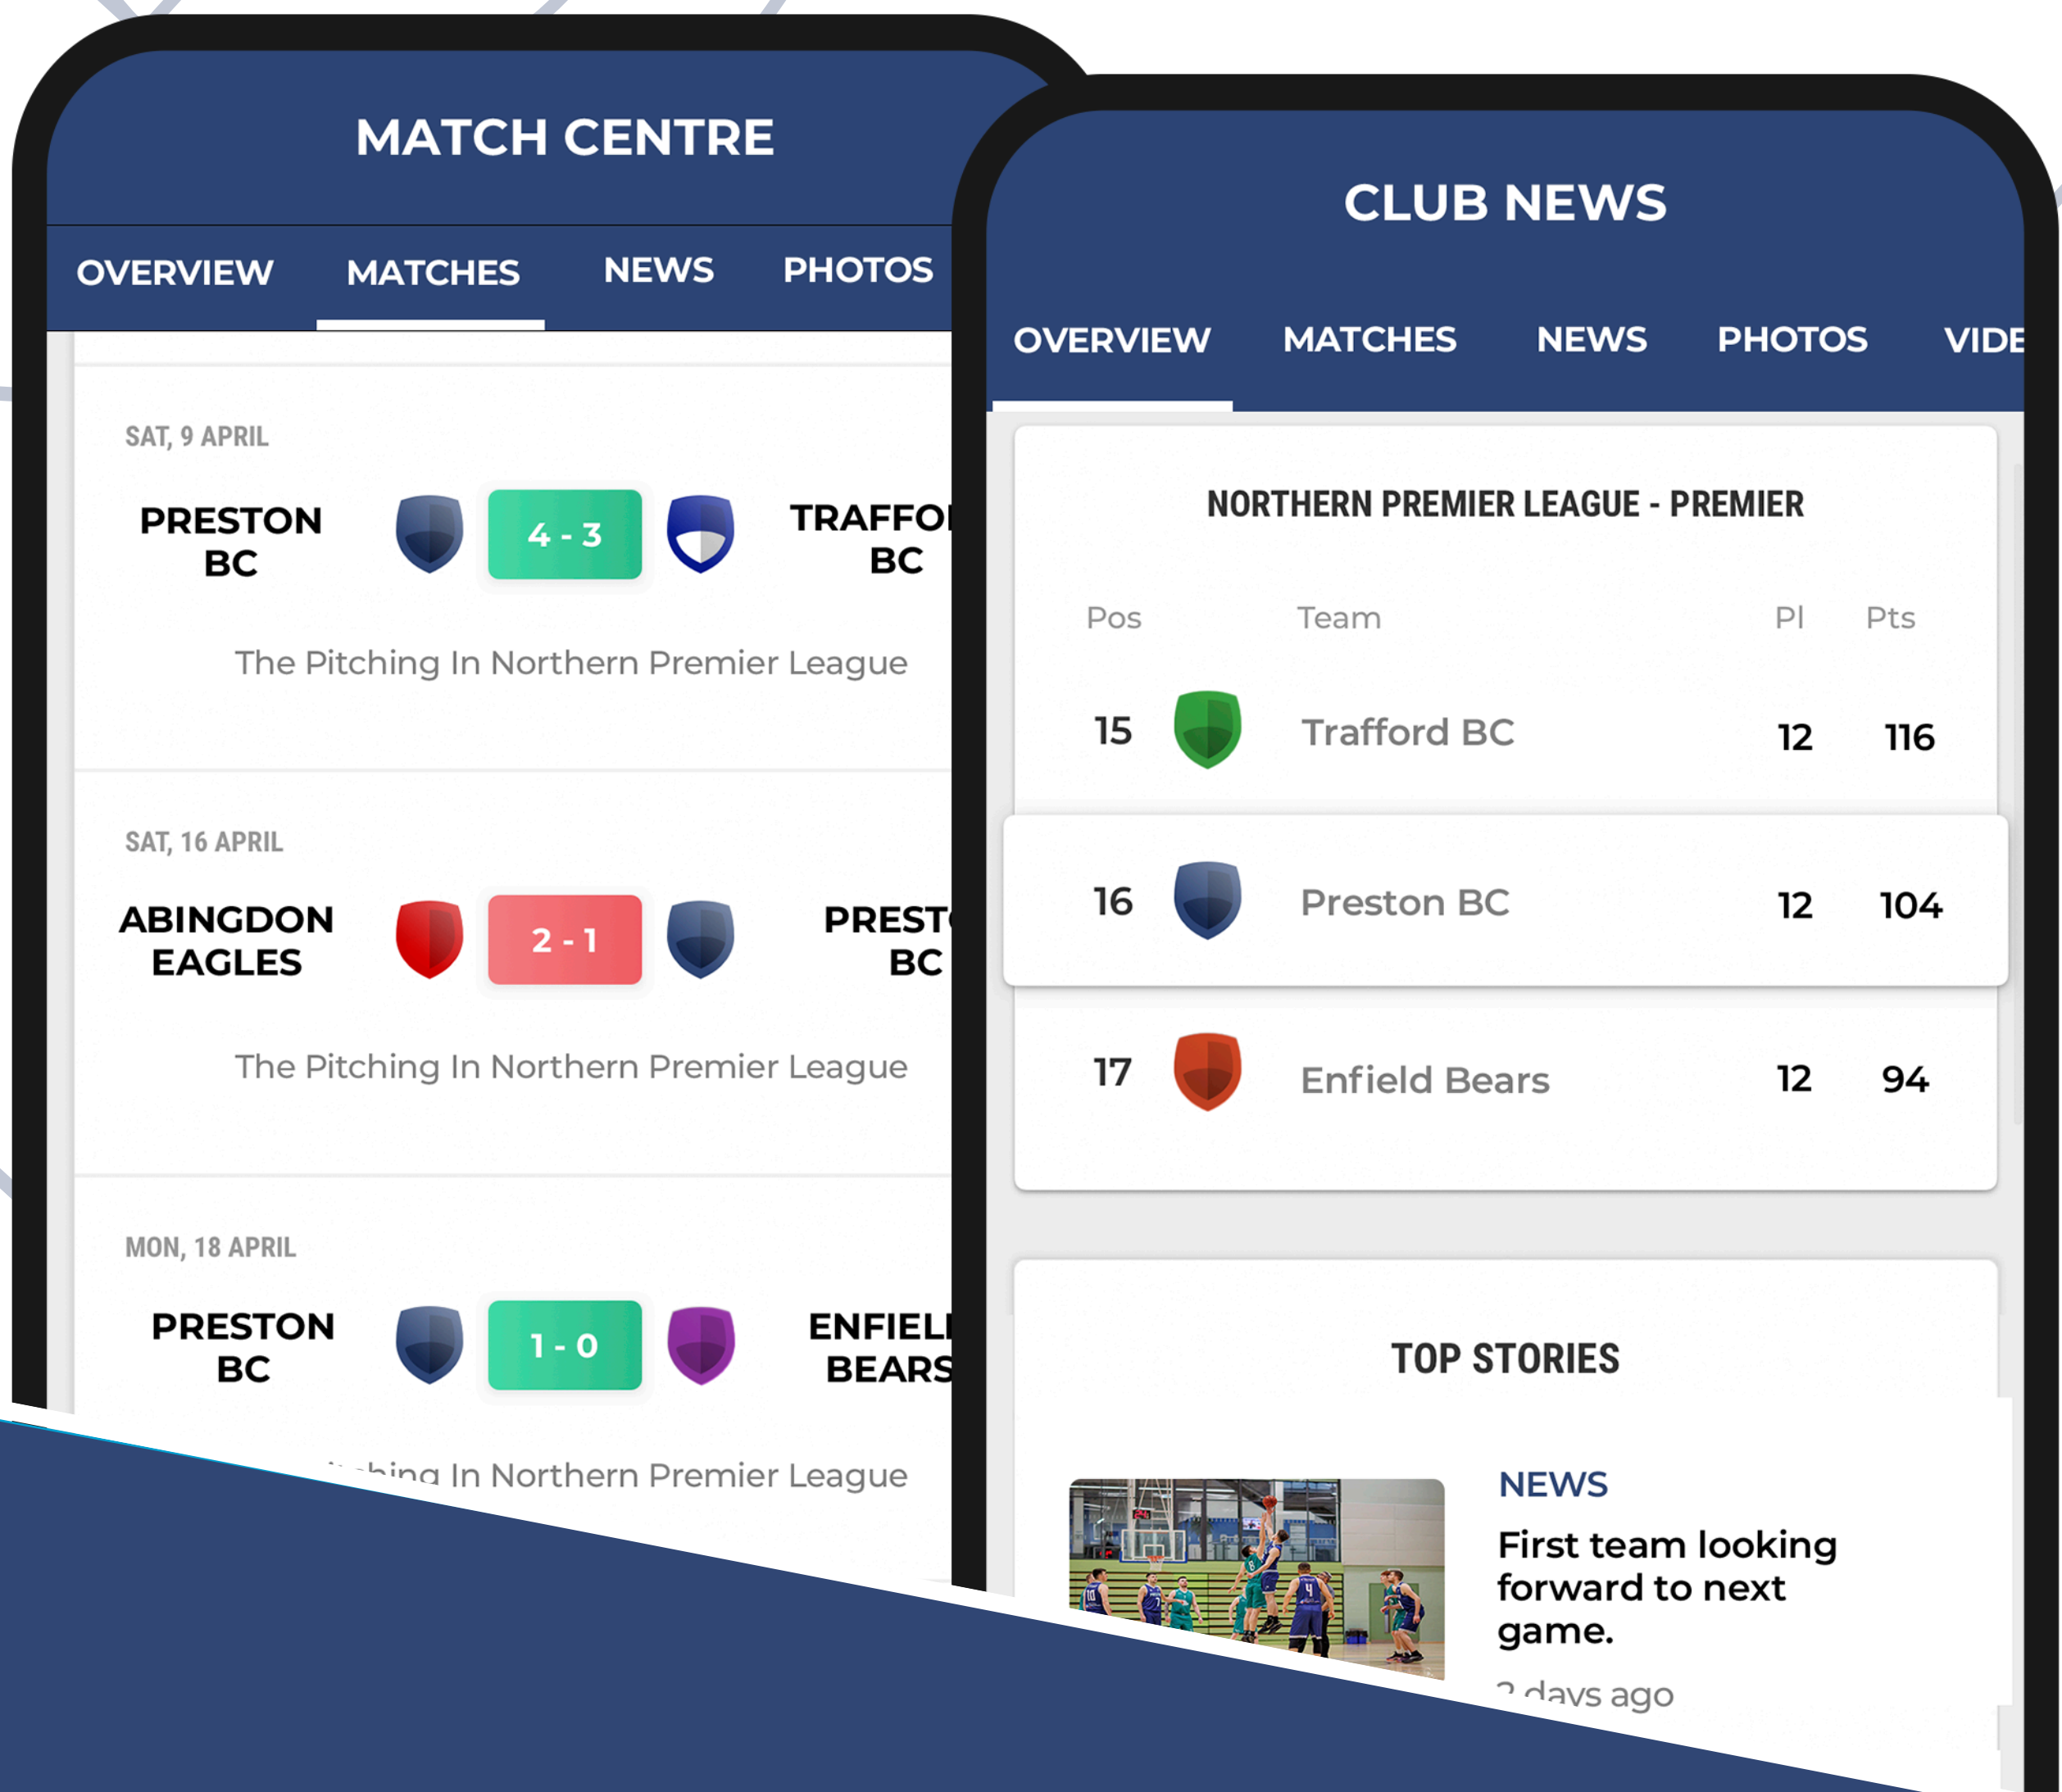 MATCH CENTRE
OVERVIEW MATCHES NEWS PHOTOS
SAT, 9 APRIL
PRESTON
BC
4 - 3
BC
The Pitching In Northern Premier League
SAT, 16 APRIL
ABINGDON
EAGLES
2 - 1
BC
The Pitching In Northern Premier League
MON, 18 APRIL
PRESTON
BC
1 - 0
BEARS
In Northern Premier League
CLUB NEWS
OVERVIEW MATCHES NEWS PHOTOS
NORTHERN PREMIER LEAGUE - PREMIER
Pos Team Pl Pts
15 Trafford BC 12 116
16 Preston BC 12 104
17 Enfield Bears 12 94
TOP STORIES
NEWS
First team looking
forward to next
game.
days ago